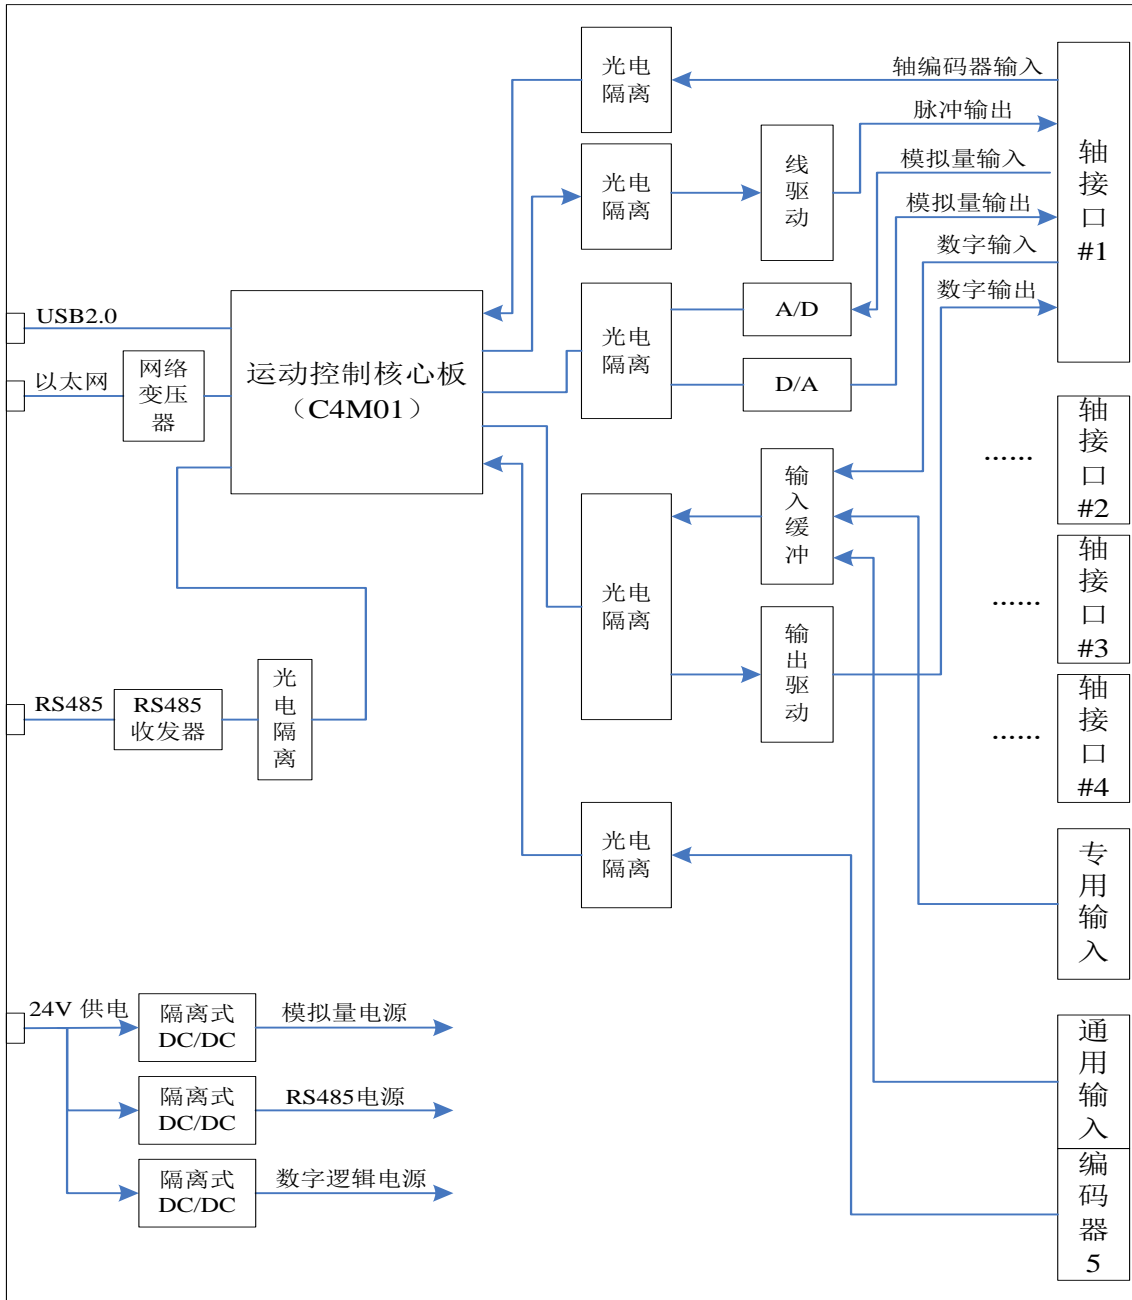 光电
隔离
轴编码器输入
脉冲输出
光电
隔离
线
驱
动
模拟量输入
模拟量输出
数字输入
数字输出
轴
接
口
#1
USB2.0
以太网
网络
变压
器
运动控制核心板
（C4M01）
光电
隔离
A/D
D/A
轴
接
口
#2
......
输
入
缓
冲
轴
接
口
#3
......
光电
隔离
输
出
驱
动
轴
接
口
#4
......
RS485
RS485
收发器
光
电
隔
离
光电
隔离
专
用
输
入
24V 供电
隔离式
DC/DC
模拟量电源
隔离式
DC/DC
RS485电源
隔离式
DC/DC
数字逻辑电源
通
用
输
入
编
码
器
5